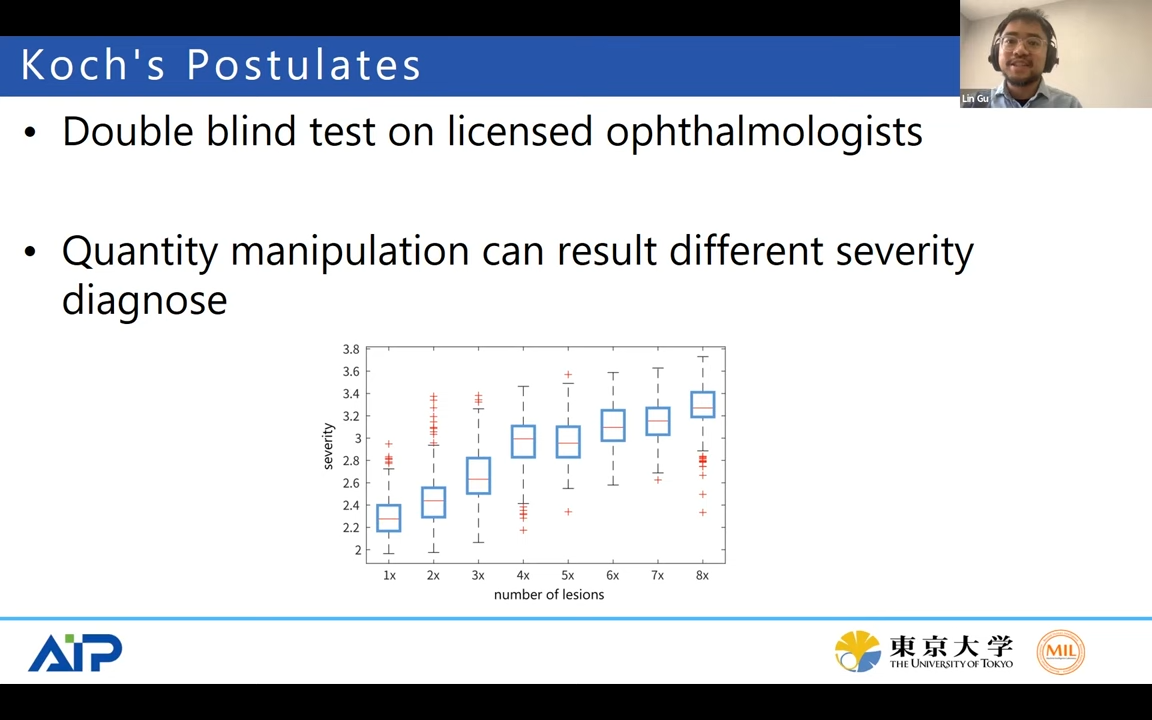 Koch's Postulates
Lin Gu
• Double blind test on licensed ophthalmologists
• Quantity manipulation can result different severity
diagnose
3.8
3.6
3.4
3.2
3
2.8
2.6
2.4
2.2
2
severity
1x 2x 3x 4x 5x 6x 7x 8x
number of lesions
AIP
東京大学
THE UNIVERSITY OF TOKYO
MIL